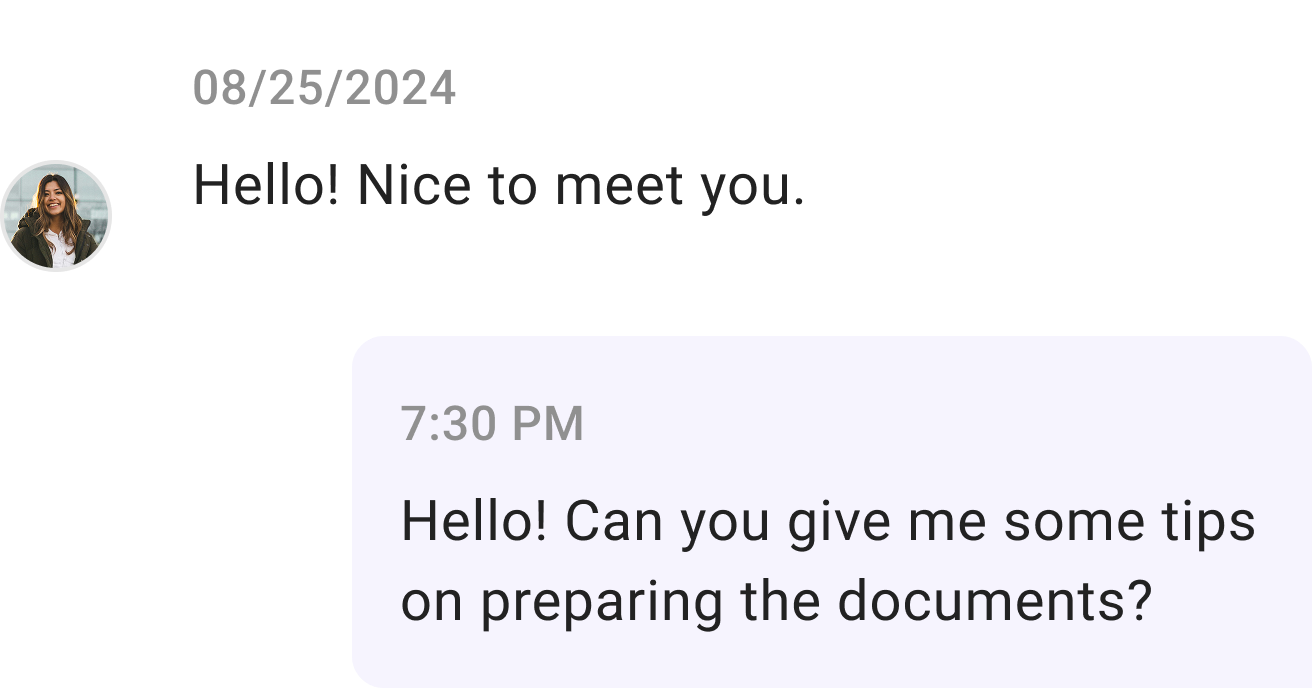 08/25/2024
Hello! Nice to meet you.
7:30 PM
Hello! Can you give me some tips
on preparing the documents?